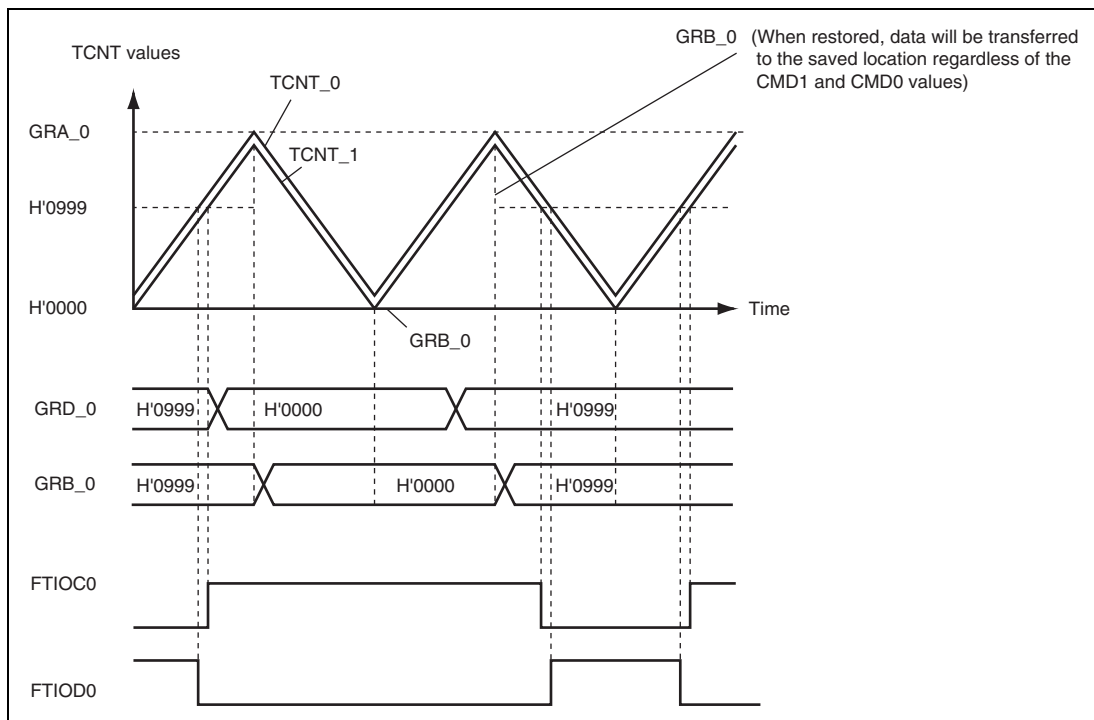 GRB_0 (When restored, data will be transferred
to the saved location regardless of the
CMD1 and CMD0 values)
TCNT values
TCNT_0
GRA_0
TCNT_1
H'0999
H'0000
Time
GRB_0
GRD_0
H'0999
H'0000
H'0999
GRB_0
H'0999
H'0000
H'0999
FTIOC0
FTIOD0